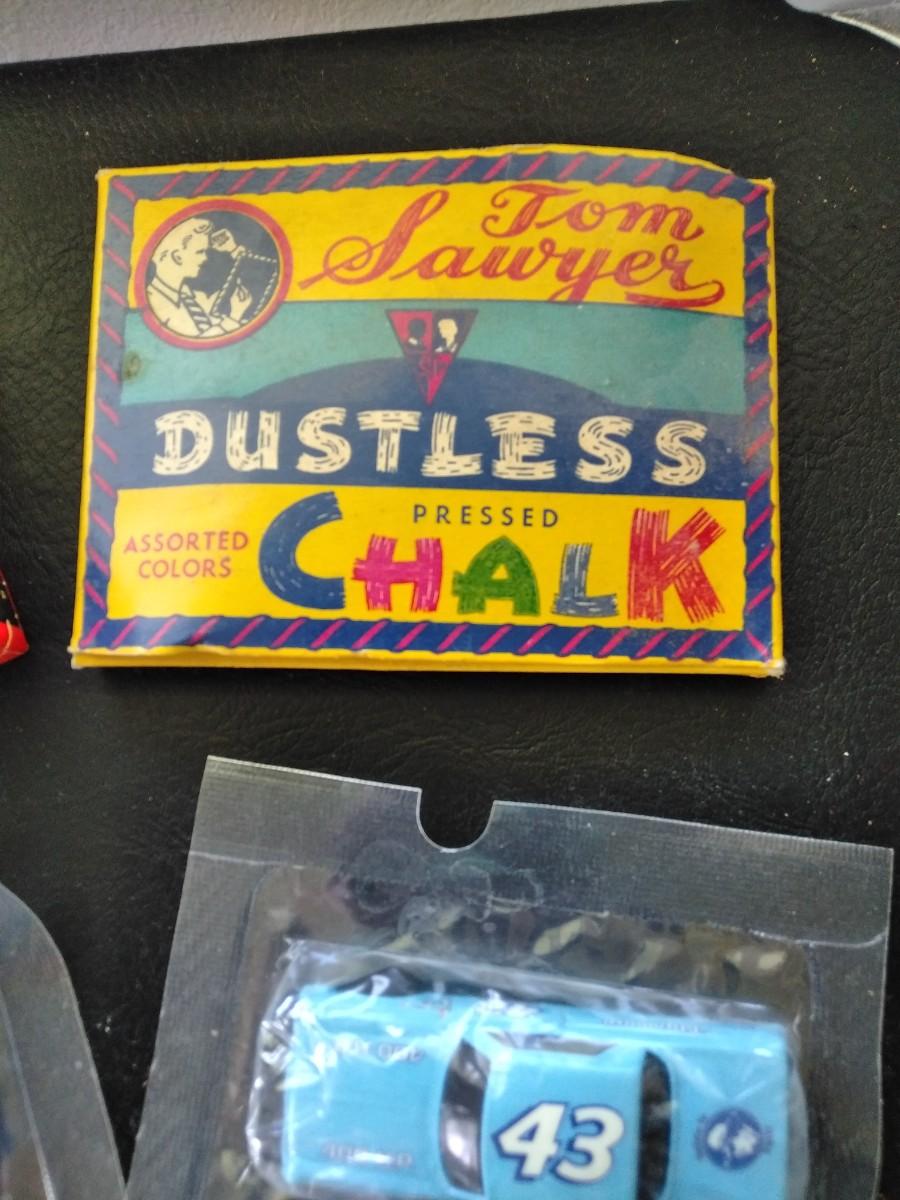 Tom
Sawyer
DUSTLESS
PRESSED
ASSORTED
COLORS
CHALK
43